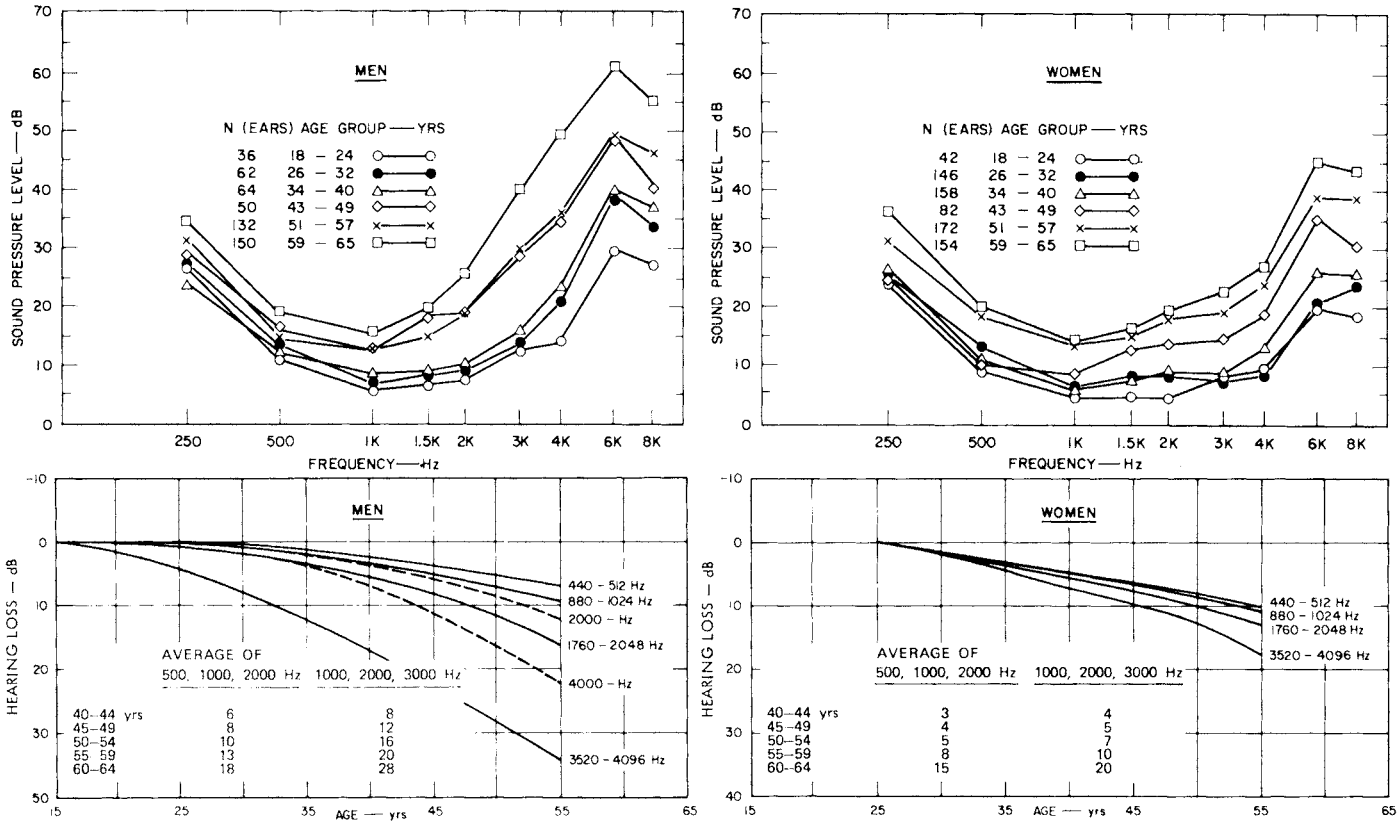 MEN
N (EARS) AGE GROUP — YRS
36 18 – 24
62 26 – 32
64 34 – 40
50 43 – 49
132 51 – 57
150 59 – 65
SOUND PRESSURE LEVEL — dB
70
60
50
40
30
20
10
0
250 500 1K 1.5K 2K 3K 4K 6K 8K
FREQUENCY — Hz
WOMEN
N (EARS) AGE GROUP — YRS
42 18 – 24
146 26 – 32
158 34 – 40
82 43 – 49
172 51 – 57
154 59 – 65
SOUND PRESSURE LEVEL — dB
70
60
50
40
30
20
10
0
250 500 1K 1.5K 2K 3K 4K 6K 8K
FREQUENCY — Hz
MEN
HEARING LOSS — dB
-10
0
10
20
30
50
440 – 512 Hz
880 – 1024 Hz
2000 – Hz
1760 – 2048 Hz
4000 – Hz
3520 – 4096 Hz
AVERAGE OF
500, 1000, 2000 Hz 1000, 2000, 3000 Hz
40–44 yrs 6 8
45–49 8 12
50–54 10 16
55–59 13 20
60–64 18 28
15 25 35 45 55 65
AGE — yrs
WOMEN
HEARING LOSS — dB
-10
0
10
20
30
40
440 – 512 Hz
880 – 1024 Hz
1760 – 2048 Hz
3520 – 4096 Hz
AVERAGE OF
500, 1000, 2000 Hz 1000, 2000, 3000 Hz
40–44 yrs 3 4
45–49 4 5
50–54 5 7
55–59 8 10
60–64 15 20
15 25 35 45 55 65
AGE — yrs